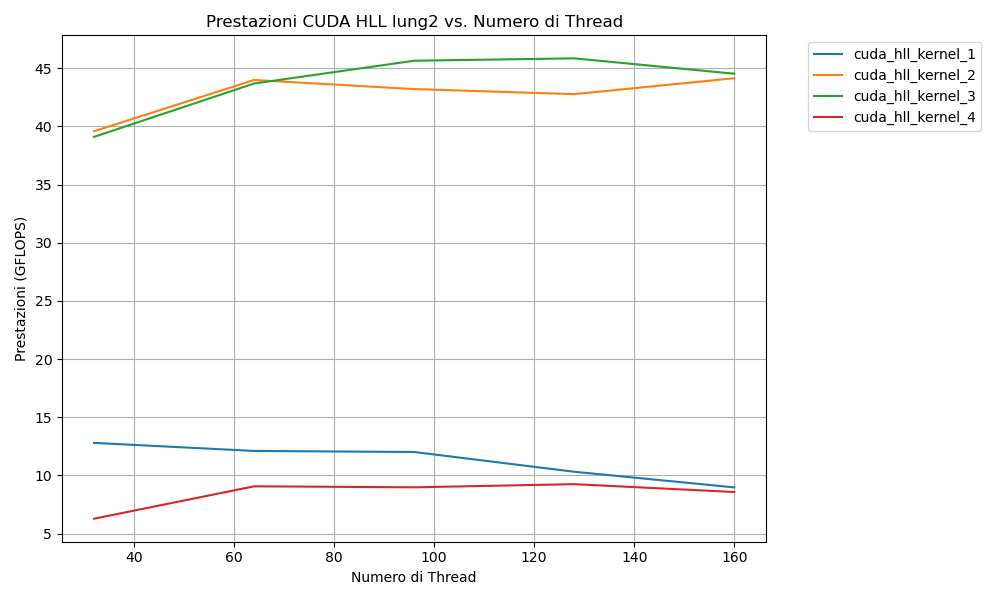 Prestazioni CUDA HLL lung2 vs. Numero di Thread
cuda_hll_kernel_1
cuda_hll_kernel_2
cuda_hll_kernel_3
cuda_hll_kernel_4
Prestazioni (GFLOPS)
45
40
35
30
25
20
15
10
5
40 60 80 100 120 140 160
Numero di Thread